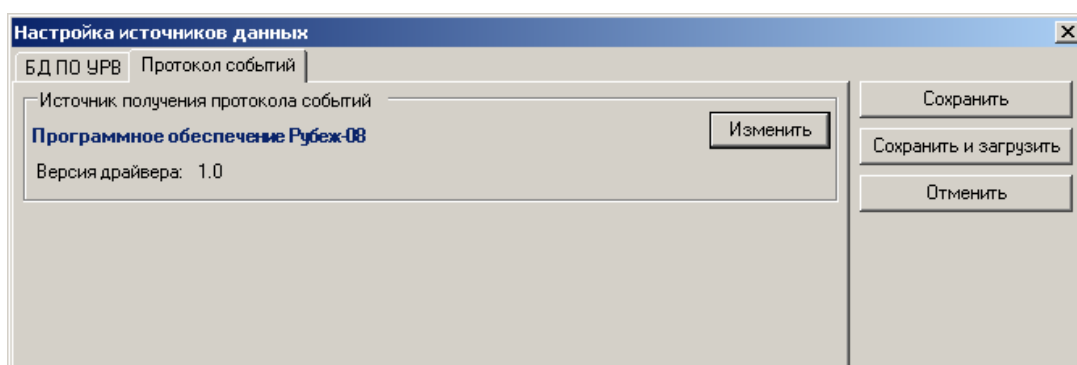 Настройка источников данных
БД ПО УРВ Протокол событий
Источник получения протокола событий
Программное обеспечение Рубеж-08
Изменить
Версия драйвера: 1.0
Сохранить
Сохранить и загрузить
Отменить